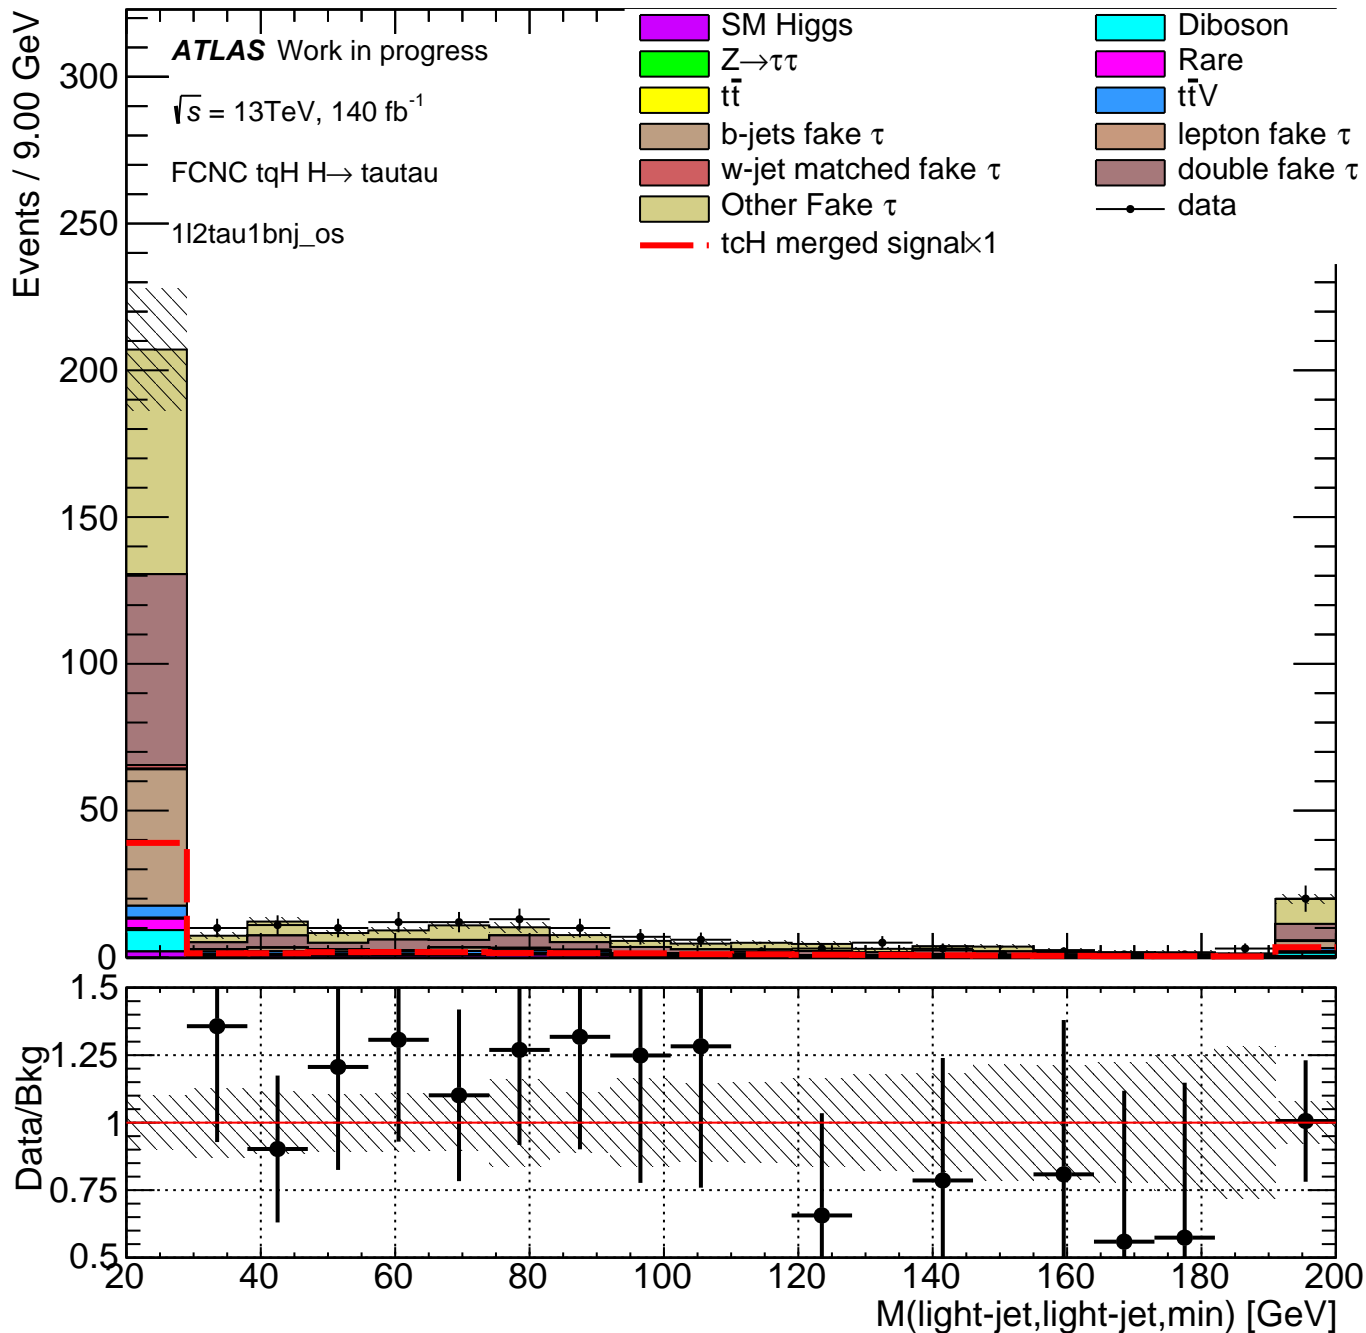 Events / 9.00 GeV
300
250
200
150
100
50
0
ATLAS Work in progress
√s = 13TeV, 140 fb⁻¹
FCNC tqH H→ tautau
1l2tau1bnj_os
SM Higgs
Z→ττ
tt̄
b-jets fake τ
w-jet matched fake τ
Other Fake τ
tcH merged signal×1
Diboson
Rare
tt̄V
lepton fake τ
double fake τ
data
Data/Bkg
1.5
1.25
1
0.75
0.5
20 40 60 80 100 120 140 160 180 200
M(light-jet,light-jet,min) [GeV]